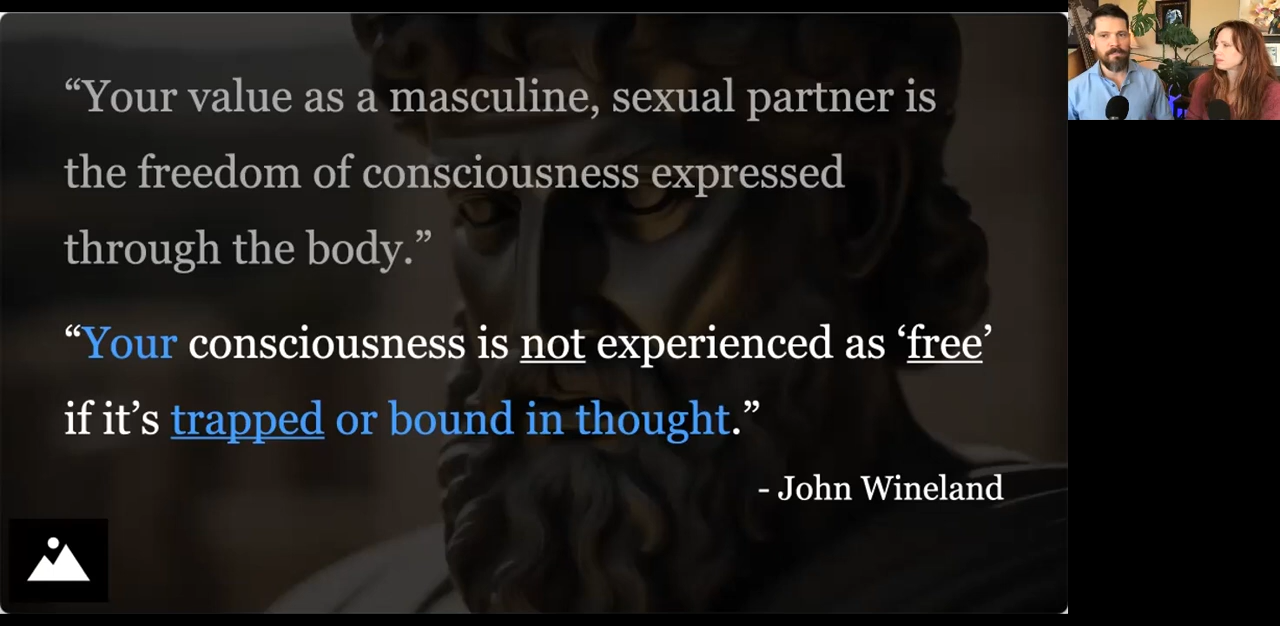 “Your value as a masculine, sexual partner is
the freedom of consciousness expressed
through the body.”
“Your consciousness is not experienced as ‘free’
if it’s trapped or bound in thought.”
- John Wineland